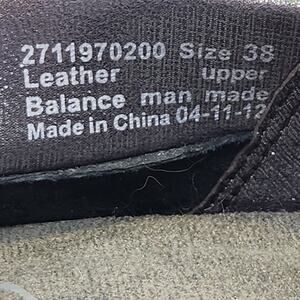 2711970200 Size 38
Leather upper
Balance man made
Made in China 04-11-12